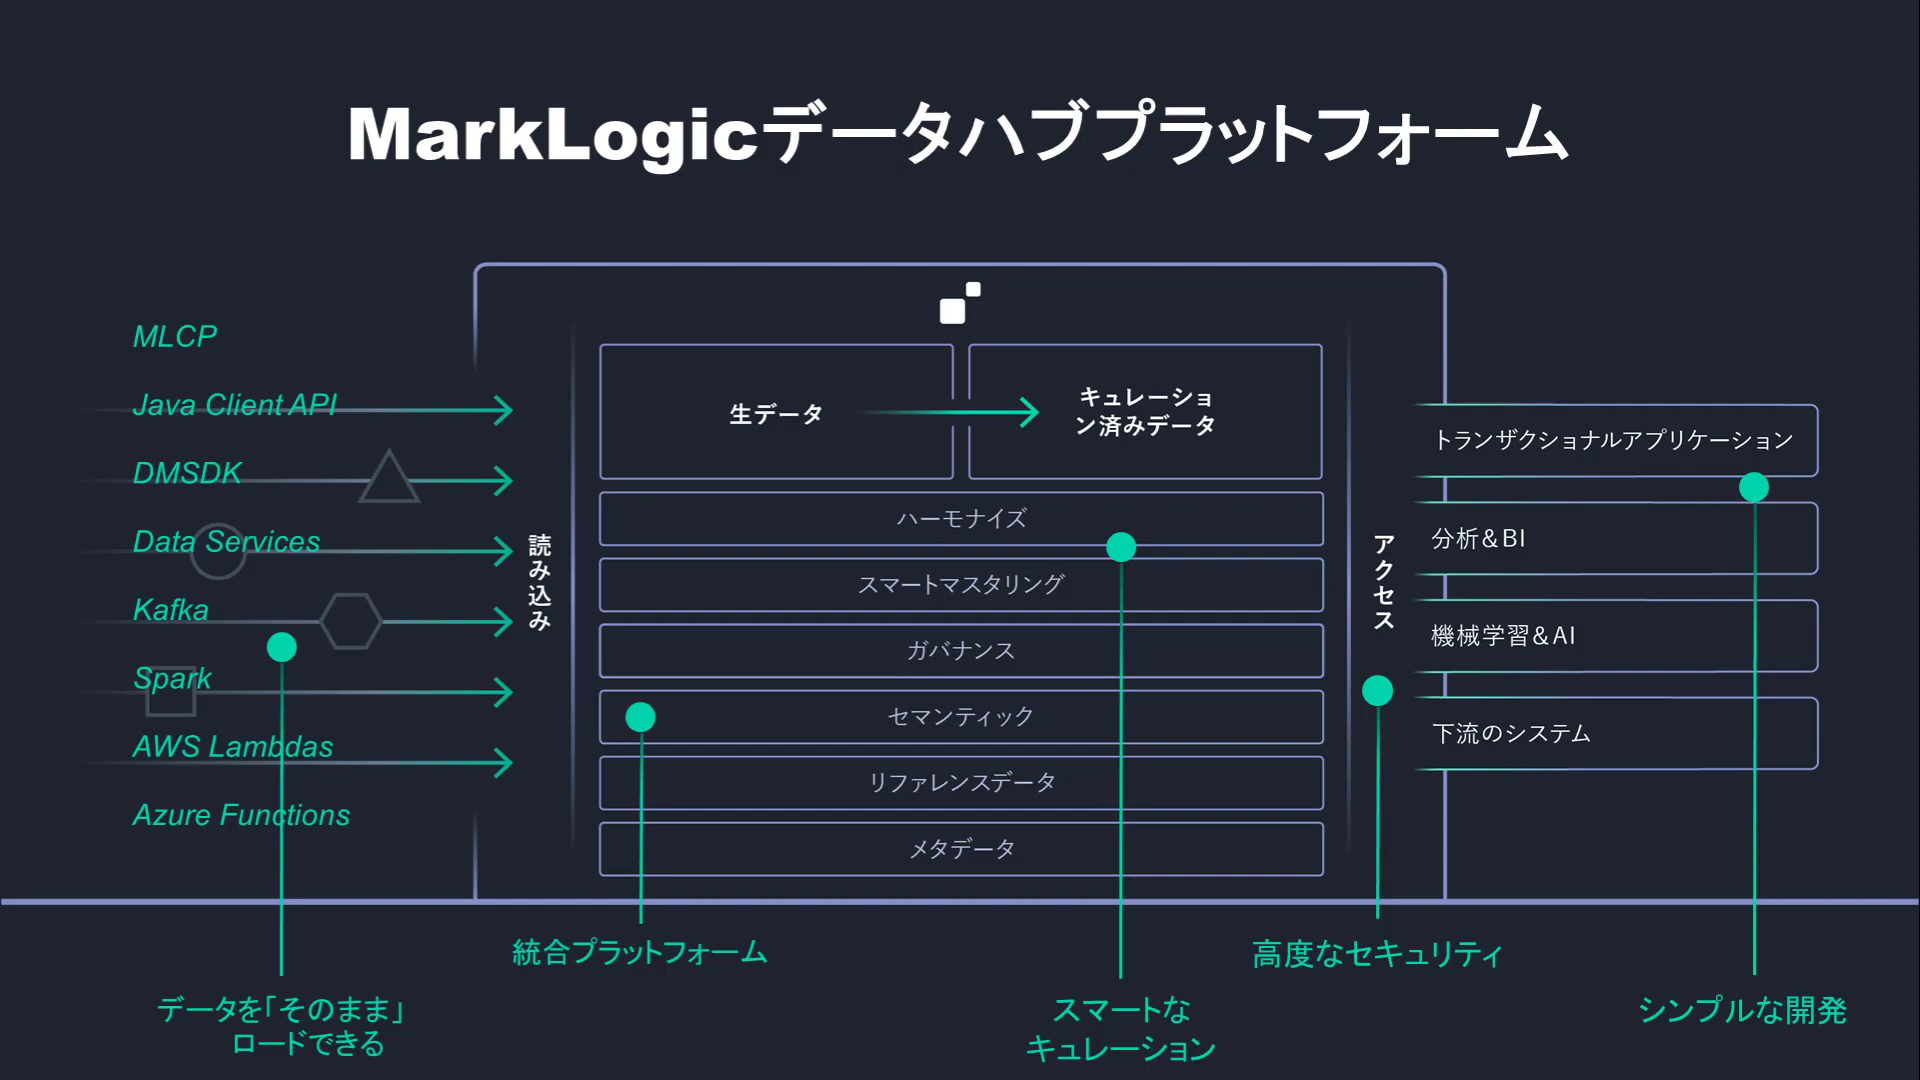 MarkLogicデータハブプラットフォーム
MLCP
Java Client API
DMSDK
Data Services
Kafka
Spark
AWS Lambdas
Azure Functions
読み込み
生データ
キュレーショ
ン済みデータ
ハーモナイズ
スマートマスタリング
ガバナンス
セマンティック
リファレンスデータ
メタデータ
アクセス
トランザクショナルアプリケーション
分析&BI
機械学習&AI
下流のシステム
データを「そのまま」
ロードできる
統合プラットフォーム
スマートな
キュレーション
高度なセキュリティ
シンプルな開発